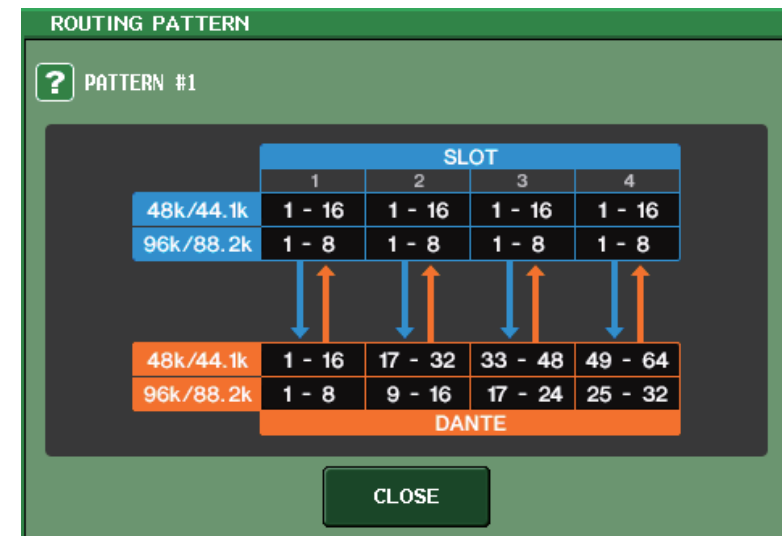 ROUTING PATTERN
? PATTERN #1
SLOT
1 2 3 4
48k/44.1k 1 - 16 1 - 16 1 - 16 1 - 16
96k/88.2k 1 - 8 1 - 8 1 - 8 1 - 8
48k/44.1k 1 - 16 17 - 32 33 - 48 49 - 64
96k/88.2k 1 - 8 9 - 16 17 - 24 25 - 32
DANTE
CLOSE